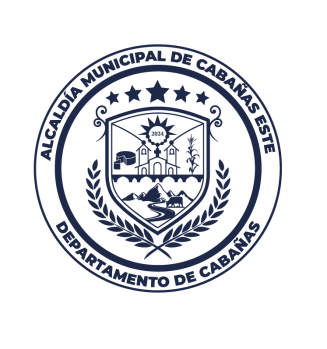 ALCALDÍA MUNICIPAL DE CABAÑAS ESTE
2024
DEPARTAMENTO DE CABAÑAS